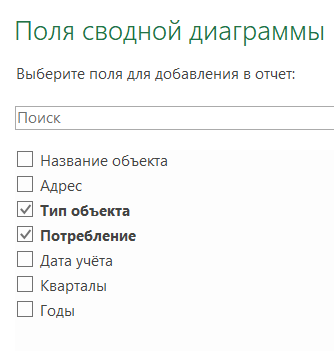 Поля сводной диаграммы
Выберите поля для добавления в отчет:
Поиск
Название объекта
Адрес
Тип объекта
Потребление
Дата учёта
Кварталы
Годы